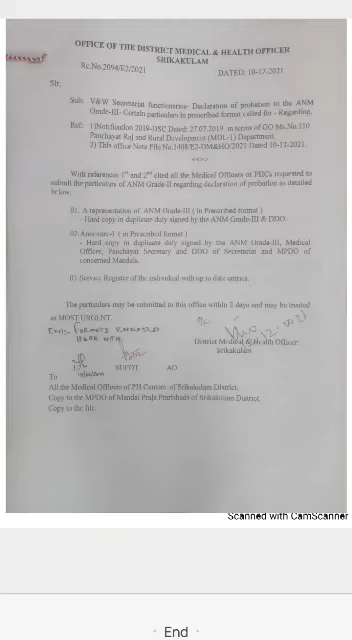 OFFICE OF THE DISTRICT MEDICAL & HEALTH OFFICER
SRIKAKULAM
Rc.No.2094/E2/2021
DATED: 10-12-2021
Sir,
Sub: V&W Secretariat functionaries- Declaration of probation to the ANM
Grade-III- Certain particulars in prescribed format called for - Regarding.
Ref: 1)Notification 2019-DSC Dated: 27.07.2019 in terms of GO Ms.No.110
Panchayat Raj and Rural Development (MDL-1) Department.
2) This office Note File No.1408/E2-DM&HO/2021 Dated 10-12-2021.
<<>>
With references 1st and 2nd cited all the Medical Officers of PHCs requested to
submit the particulars of ANM Grade-II regarding declaration of probation as detailed
below.
01. A representation of ANM Grade-III ( in Prescribed format )
- Hard copy in duplicate duly signed by the ANM Grade-III & DDO.
02. Annexure-I ( in Prescribed format )
- Hard copy in duplicate duly signed by the ANM Grade-III, Medical
Officer, Panchayat Secretary and DDO of Secretariat and MPDO of
concerned Mandals.
03. Service Register of the individual with up to date entries.
The particulars may be submitted to this office within 2 days and may be treated
as MOST URGENT.
FORMATS ENCLOSED
HERE WITH.
District Medical & Health Officer
Srikakulam
SUPDT. AO
To
All the Medical Officers of PH Centers of Srikakulam District.
Copy to the MPDO of Mandal Praja Parishads of Srikakulam District.
Copy to the file.
Scanned with CamScanner
End